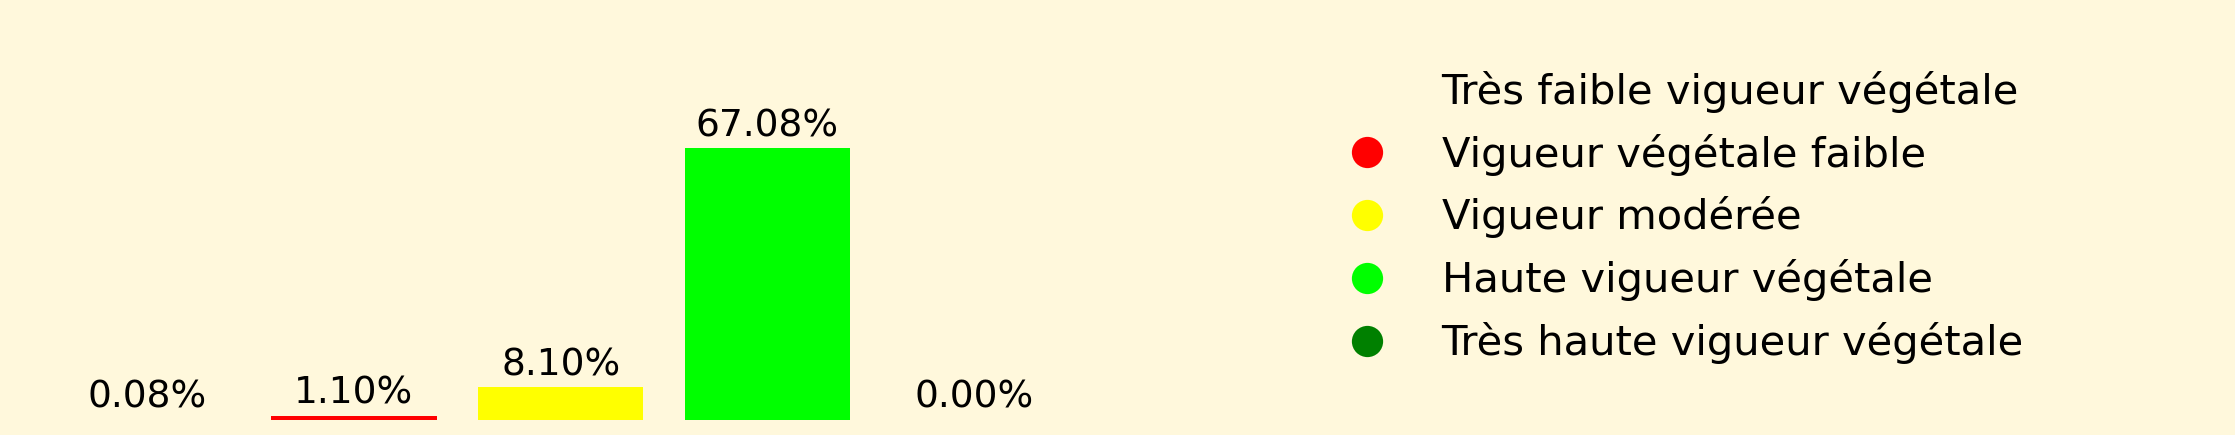 67.08%
8.10%
1.10%
0.08%
0.00%
Très faible vigueur végétale
Vigueur végétale faible
Vigueur modérée
Haute vigueur végétale
Très haute vigueur végétale